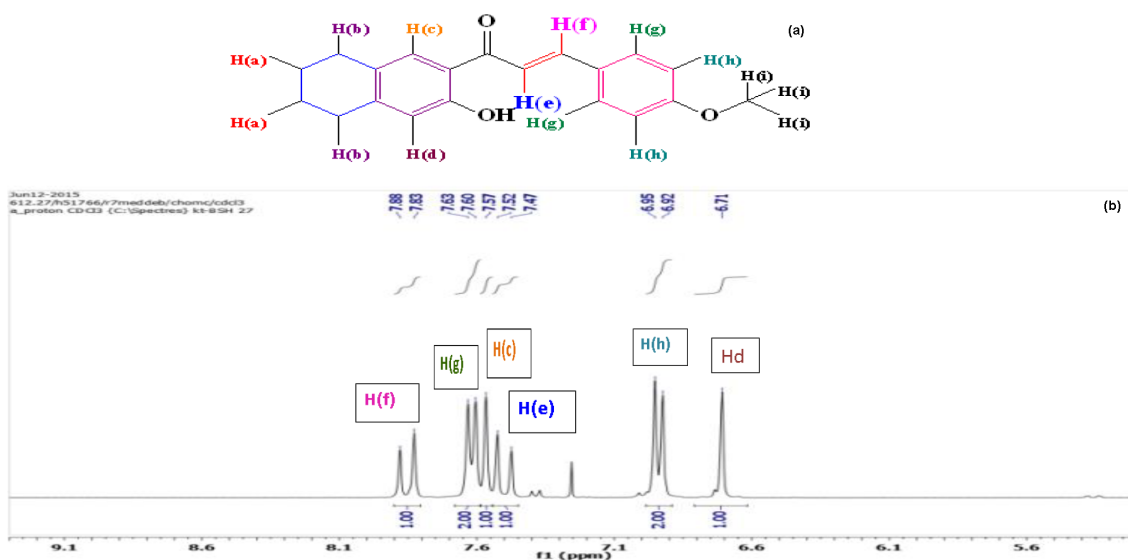 (a)
O
H(f)
H(b)
H(c)
H(g)
H(a)
H(h)
H(i)
H(i)
H(a)
OH
H(e)
H(g)
O
H(i)
H(b)
H(d)
H(h)
Jun12-2015
612.27/h51766/r7meddeb/chomc/cdcl3
a_proton CDCl3 {C:\Spectres} kt-BSH 27
(b)
7.88
7.83
7.63
7.60
7.57
7.52
7.47
6.95
6.92
6.71
H(f)
H(g)
H(c)
H(e)
H(h)
Hd
1.00
2.00
1.00
1.00
2.00
1.00
9.1
8.6
8.1
7.6
7.1
6.6
6.1
5.6
f1 (ppm)